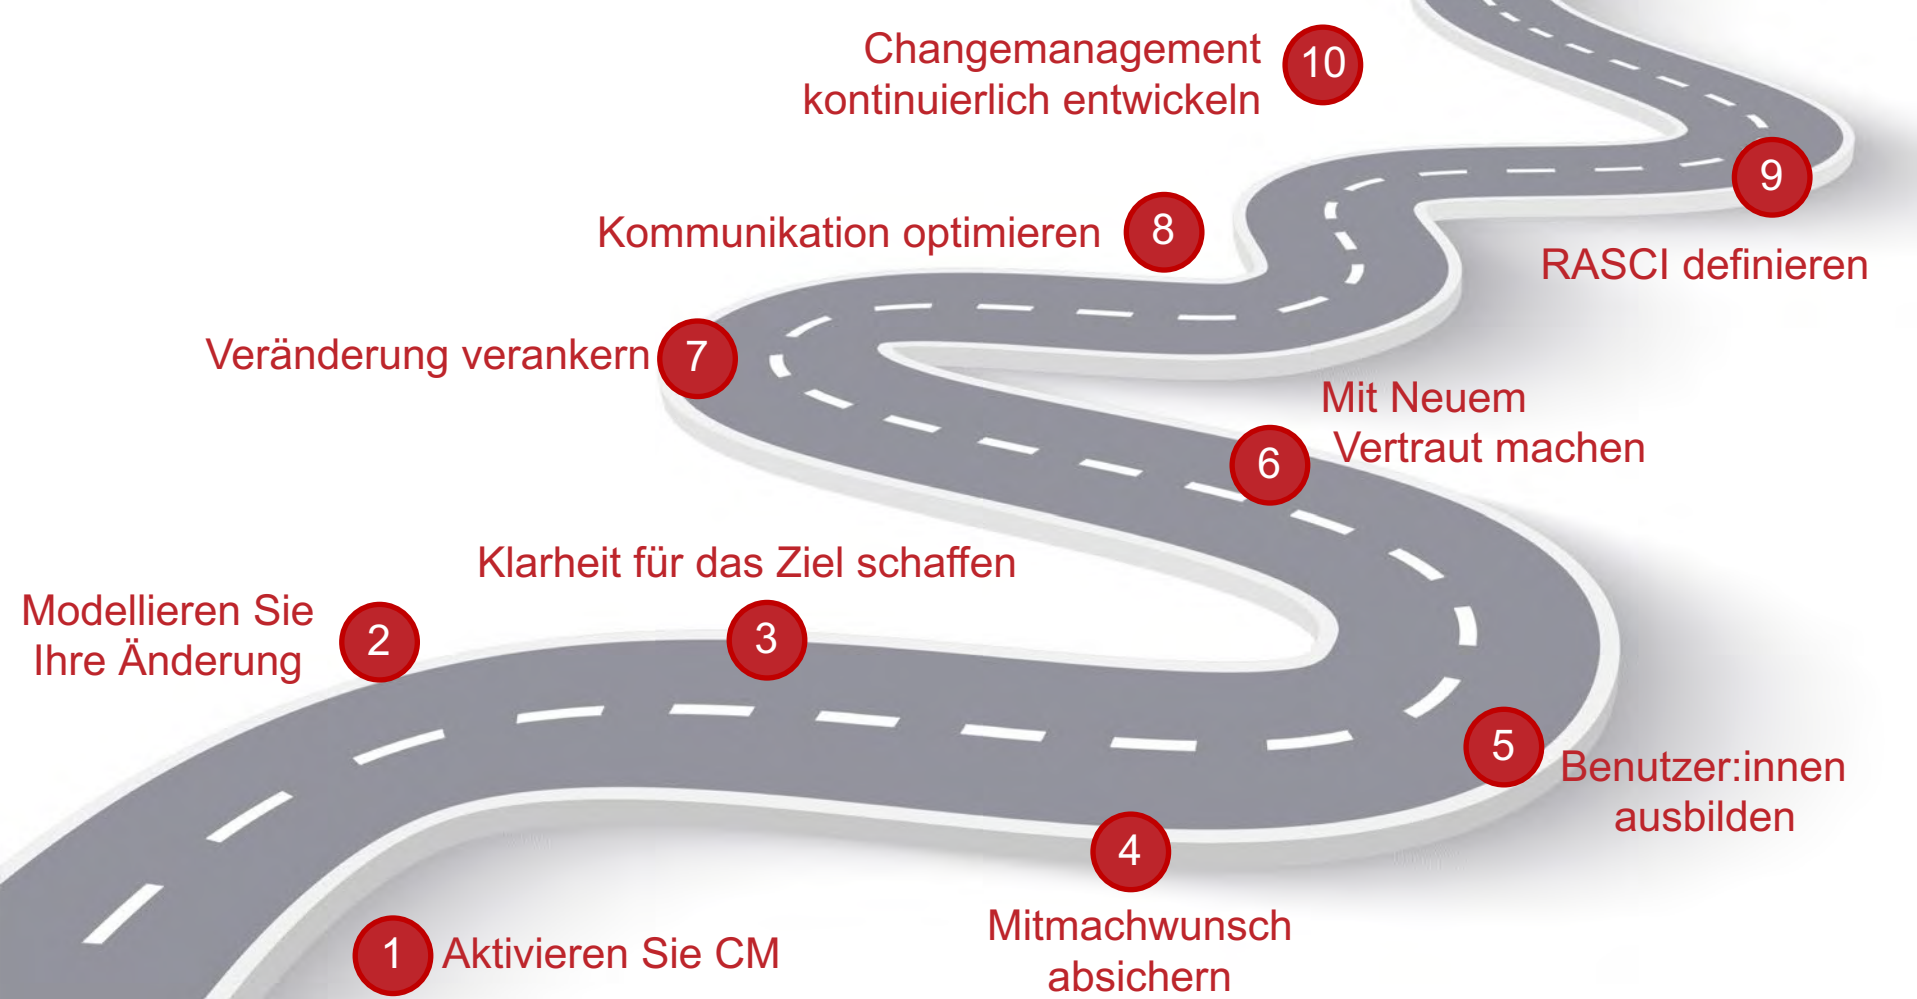 1
Aktivieren Sie CM
2
Modellieren Sie
Ihre Änderung
3
Klarheit für das Ziel schaffen
4
Mitmachwunsch
absichern
5
Benutzer:innen
ausbilden
6
Mit Neuem
Vertraut machen
7
Veränderung verankern
8
Kommunikation optimieren
9
RASCI definieren
10
Changemanagement
kontinuierlich entwickeln